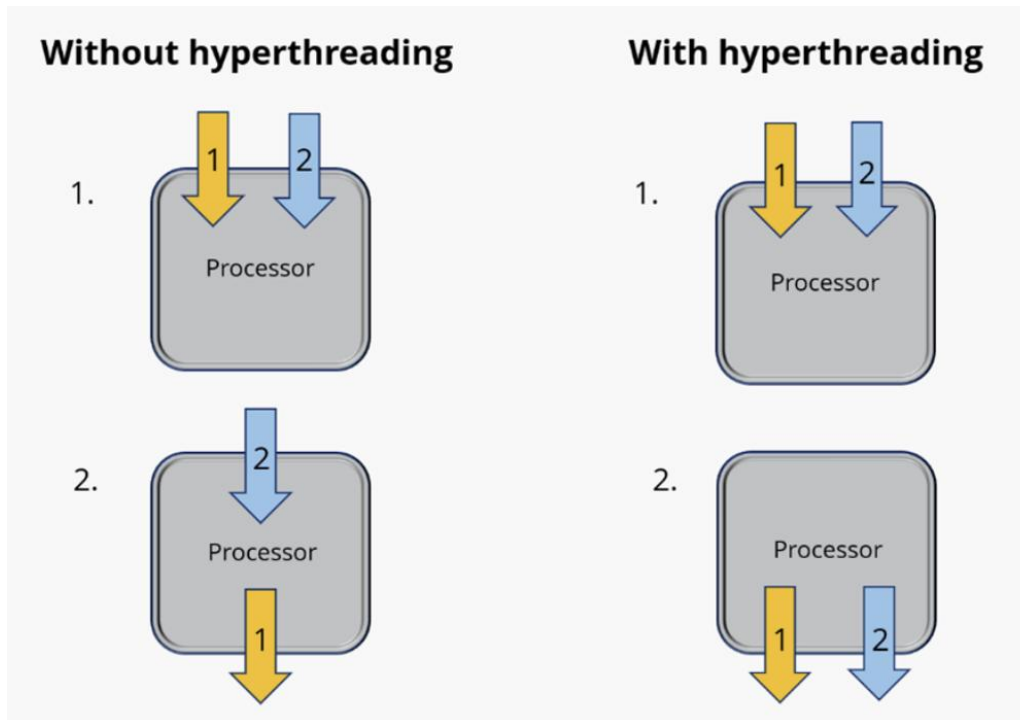 Without hyperthreading
1.
1
2
Processor
2.
2
Processor
1
With hyperthreading
1.
1
2
Processor
2.
Processor
1
2